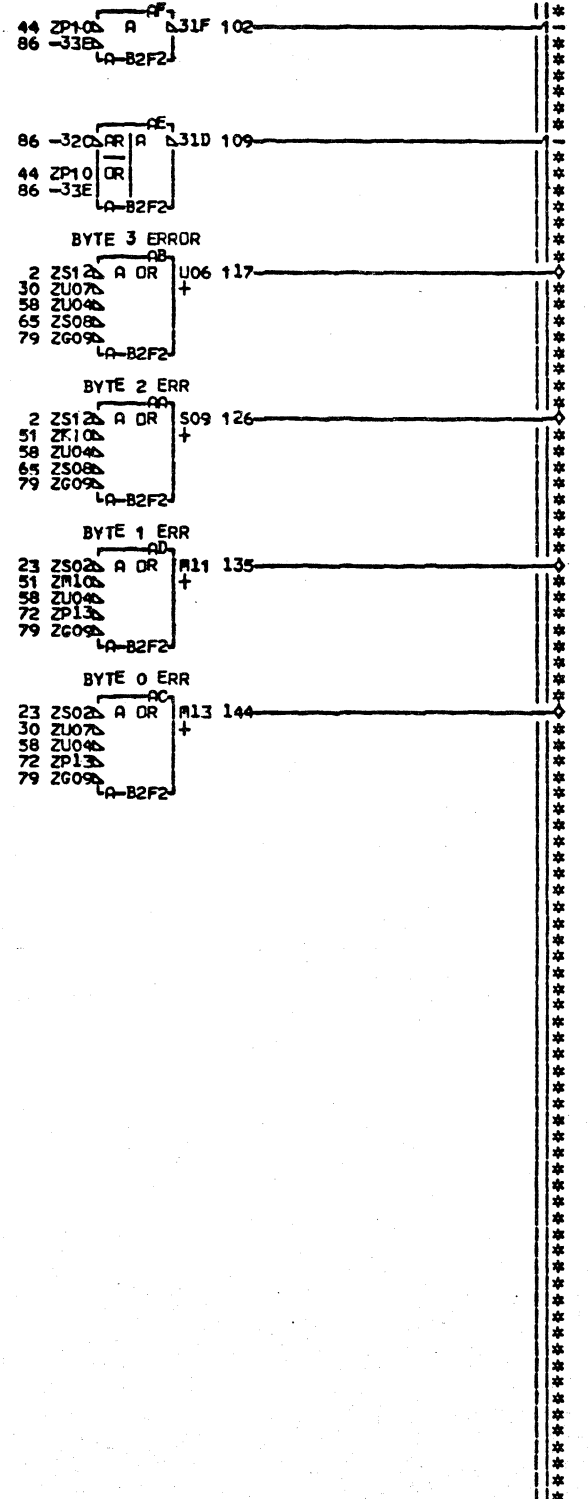 AF
44 ZP10 A 31F 102
86 -33E
A-B2F2
AE
86 -32C AR A 31D 109
44 ZP10 OR
86 -33E
A-B2F2
BYTE 3 ERROR
AB
2 ZS12 A OR U06 117
30 ZU07 +
58 ZU04
65 ZS08
79 ZG09
A-B2F2
BYTE 2 ERR
AA
2 ZS12 A OR S09 126
51 ZK10 +
58 ZU04
65 ZS08
79 ZG09
A-B2F2
BYTE 1 ERR
AD
23 ZS02 A OR M11 135
51 ZM10 +
58 ZU04
72 ZP13
79 ZG09
A-B2F2
BYTE 0 ERR
AC
23 ZS02 A OR M13 144
30 ZU07 +
58 ZU04
72 ZP13
79 ZG09
A-B2F2